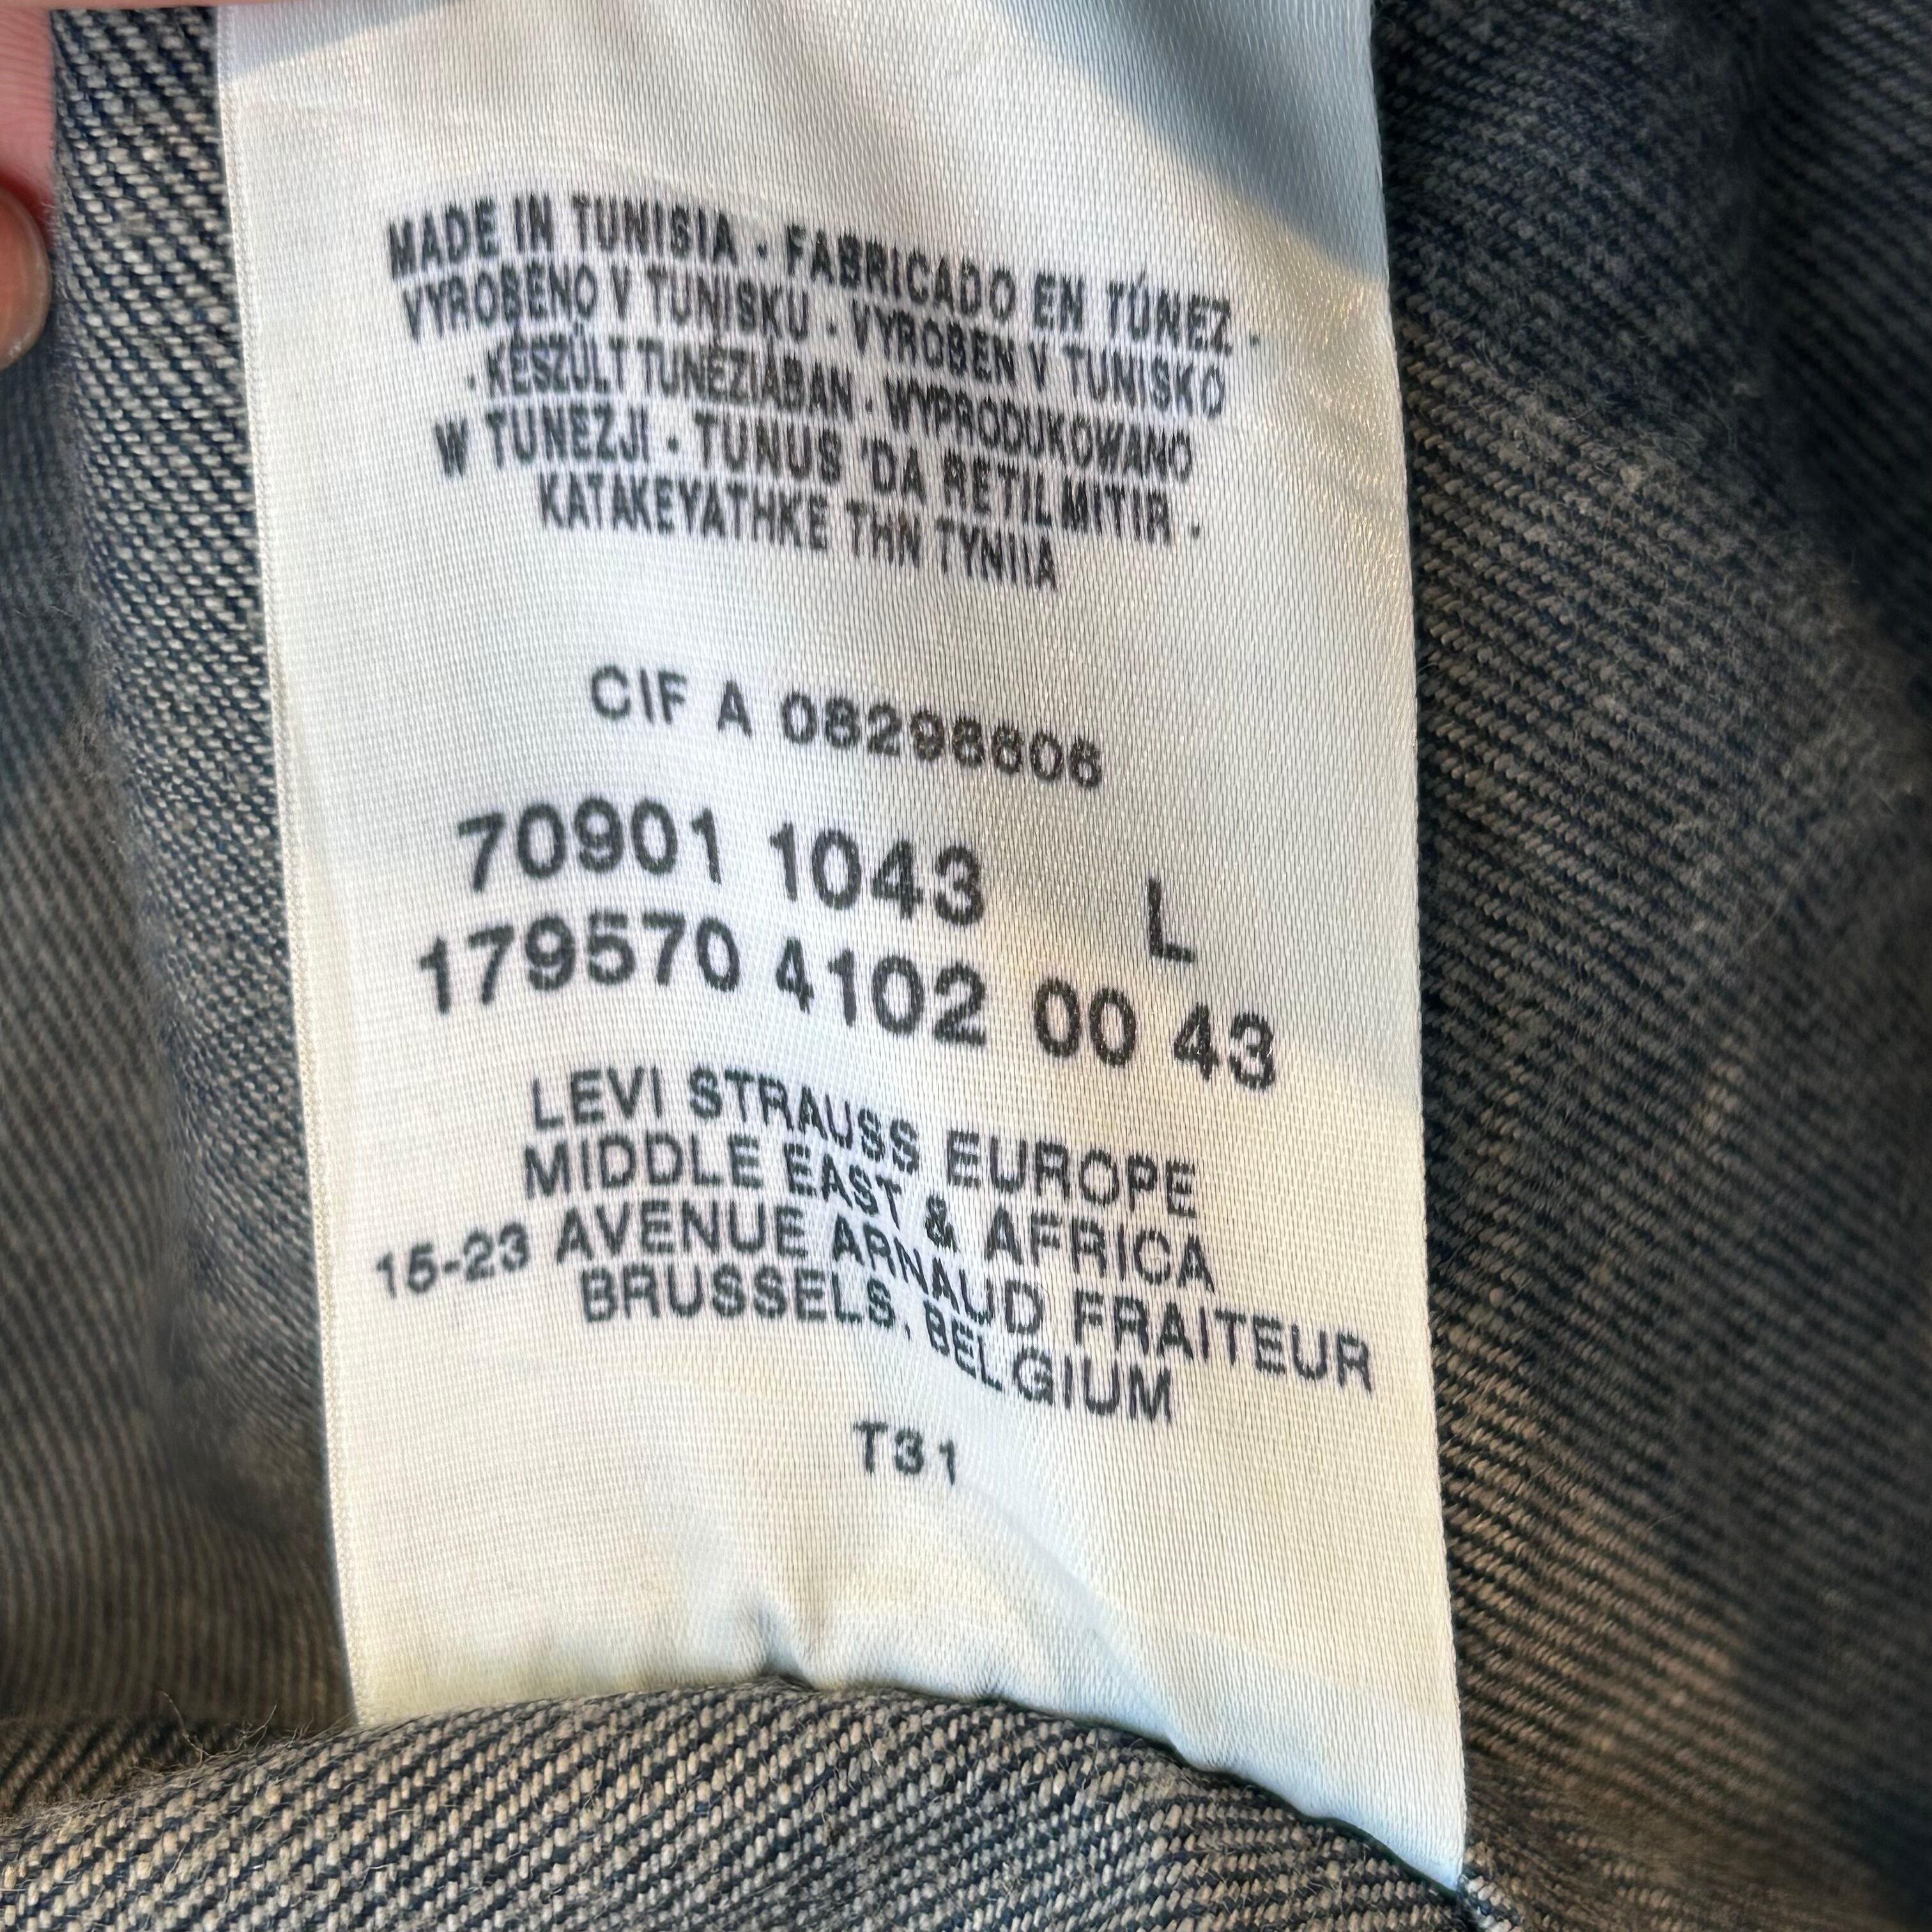 MADE IN TUNISIA · FABRICADO EN TÚNEZ ·
VYROBENO V TUNISKU · VYROBEN V TUNISKO
· KÉSZÜLT TUNÉZIÁBAN · WYPRODUKOWANO
W TUNEZJI · TUNUS 'DA RETILMITIR ·
KATAKEYATHKE THN TYNIIA
CIF A 08298606
70901 1043 L
179570 4102 00 43
LEVI STRAUSS EUROPE
MIDDLE EAST & AFRICA
15-23 AVENUE ARNAUD FRAITEUR
BRUSSELS, BELGIUM
T31